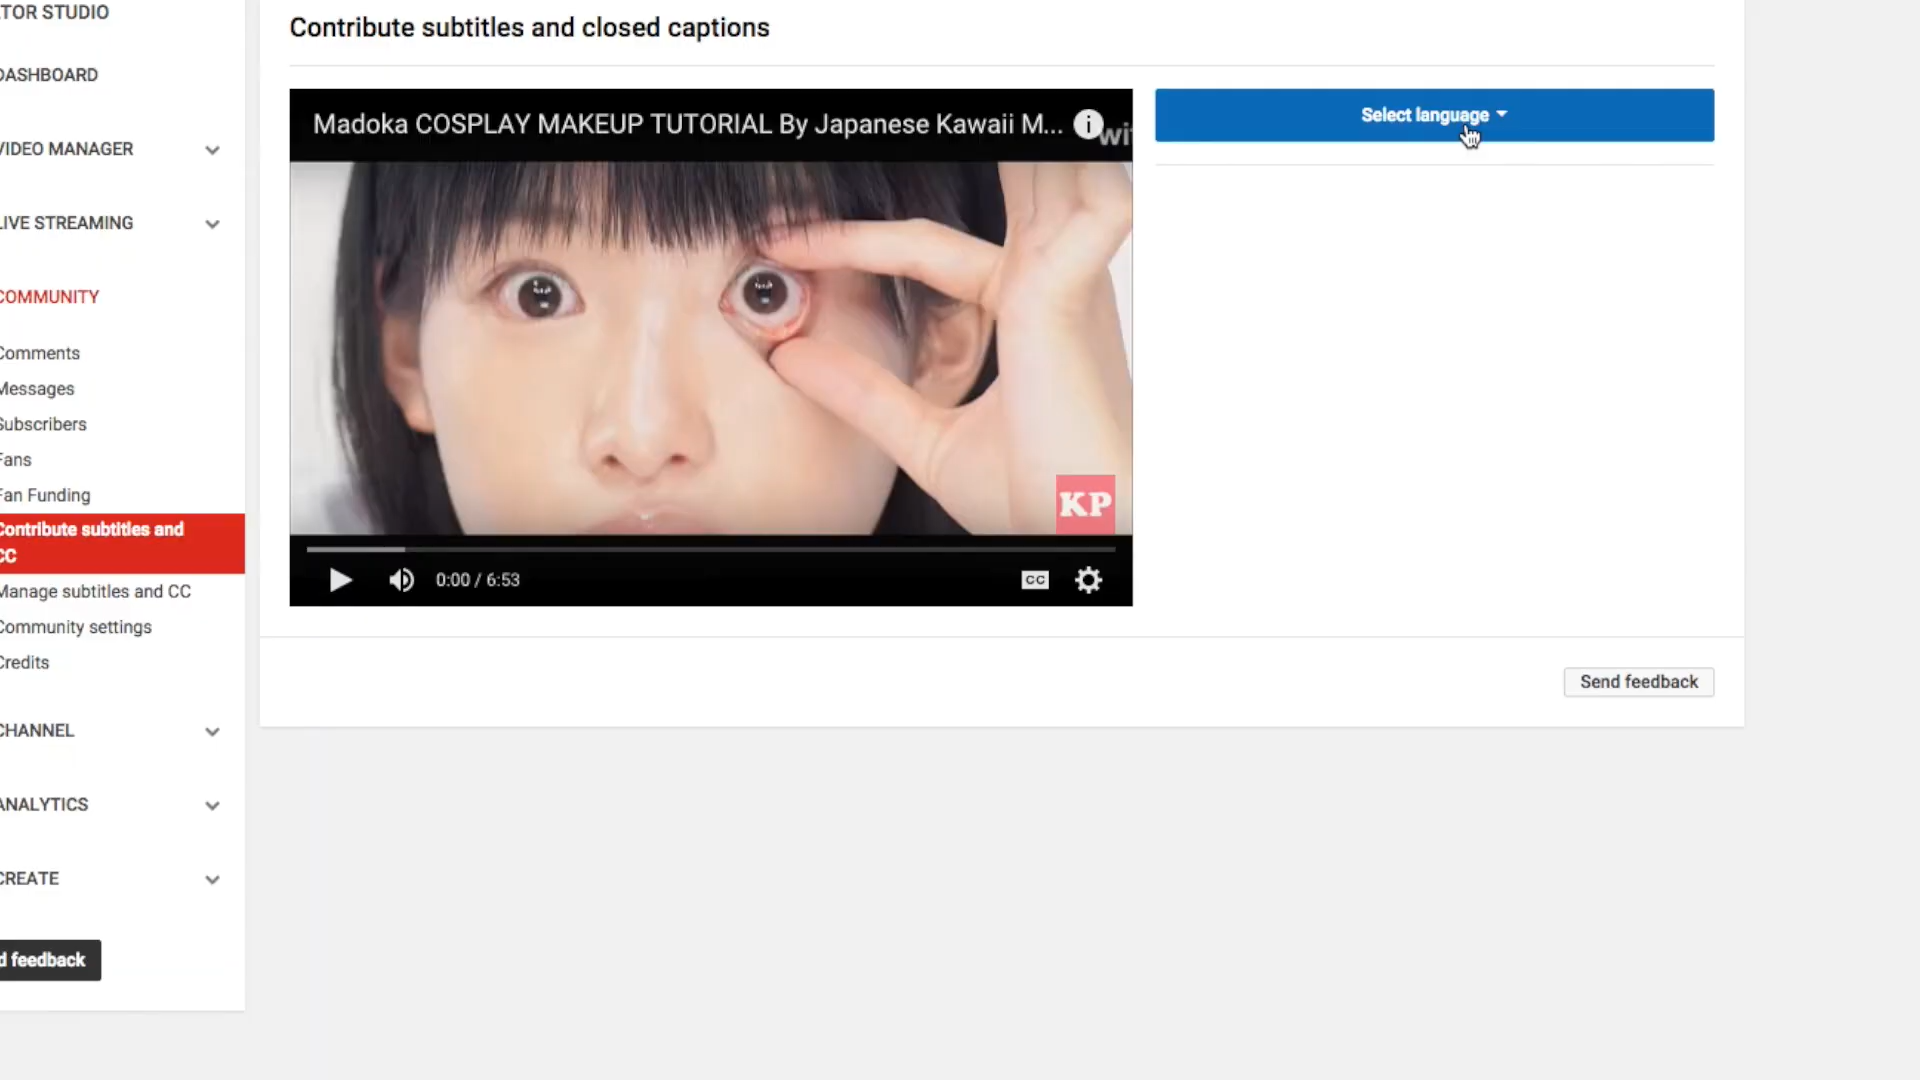 TOR STUDIO
DASHBOARD
VIDEO MANAGER
LIVE STREAMING
COMMUNITY
Comments
Messages
Subscribers
Fans
Fan Funding
Contribute subtitles and
CC
Manage subtitles and CC
Community settings
Credits
CHANNEL
ANALYTICS
CREATE
d feedback
Contribute subtitles and closed captions
Madoka COSPLAY MAKEUP TUTORIAL By Japanese Kawaii M...
wi
KP
0:00 / 6:53
CC
Select language
Send feedback